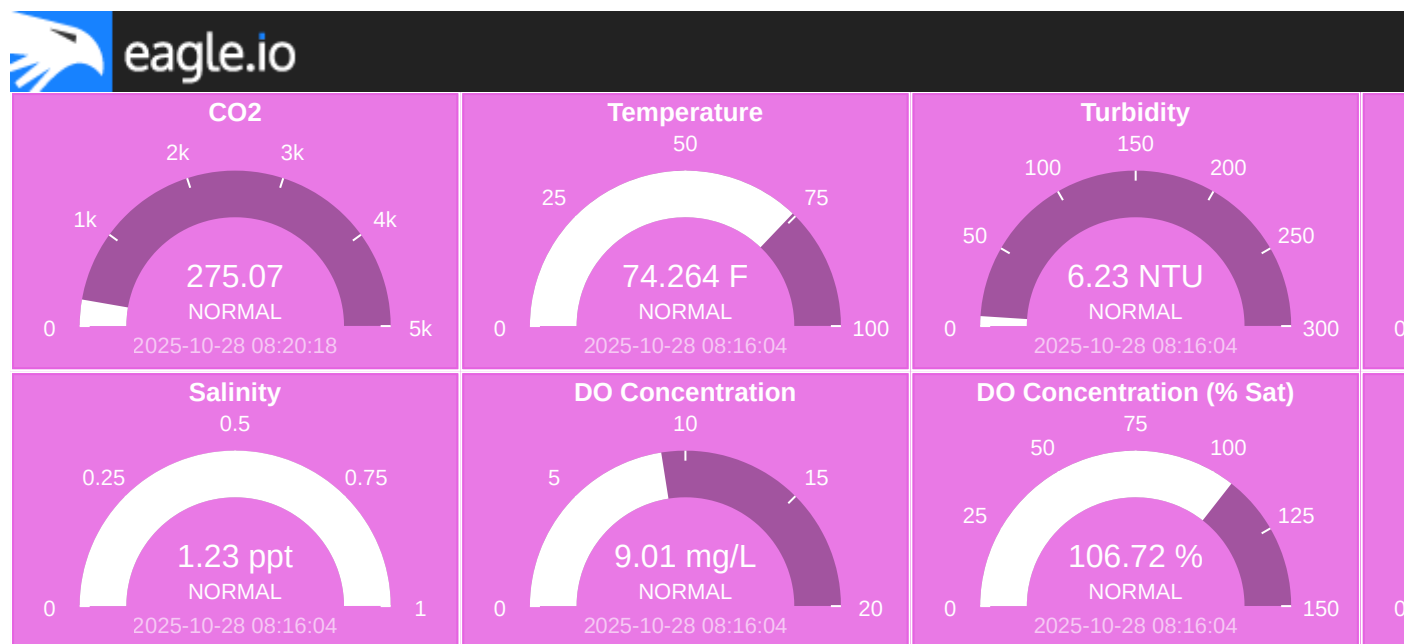 eagle.io
CO2
2k 3k
1k 4k
275.07
NORMAL
0 5k
2025-10-28 08:20:18
Temperature
50
25 75
74.264 F
NORMAL
0 100
2025-10-28 08:16:04
Turbidity
150
100 200
50 250
6.23 NTU
NORMAL
0 300
2025-10-28 08:16:04
0
Salinity
0.5
0.25 0.75
1.23 ppt
NORMAL
0 1
2025-10-28 08:16:04
DO Concentration
10
5 15
9.01 mg/L
NORMAL
0 20
2025-10-28 08:16:04
DO Concentration (% Sat)
75
50 100
25 125
106.72 %
NORMAL
0 150
2025-10-28 08:16:04
0